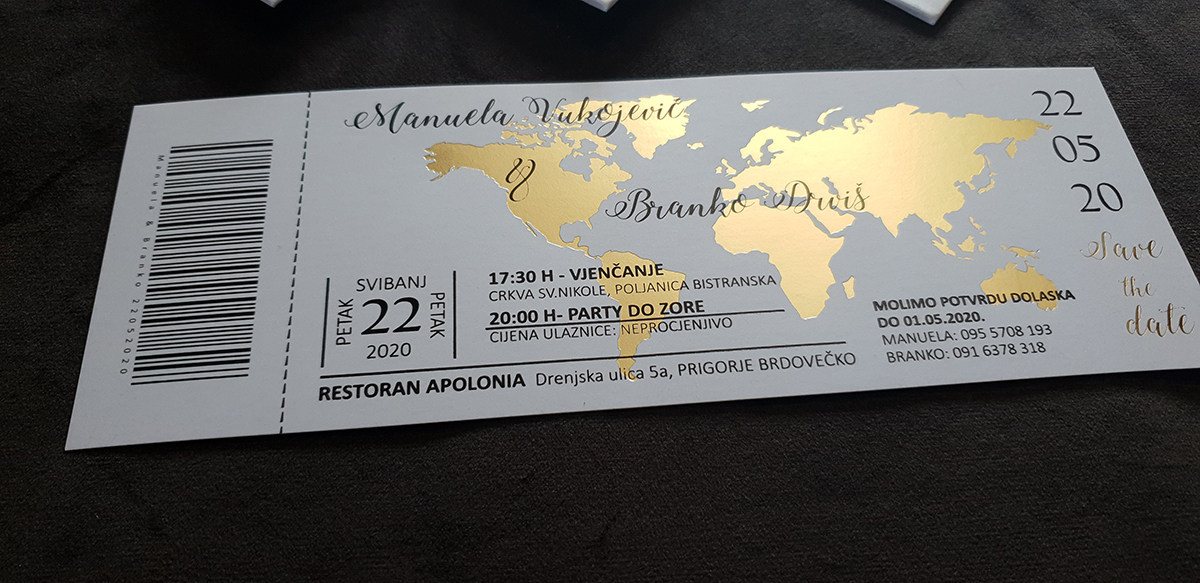 Manuela & Branko 22052020
Manuela Vukojević
&
Branko Drviš
22
05
20
Save
the
date
SVIBANJ
PETAK
22
PETAK
2020
17:30 H - VJENČANJE
CRKVA SV.NIKOLE, POLJANICA BISTRANSKA
20:00 H- PARTY DO ZORE
CIJENA ULAZNICE: NEPROCJENJIVO
RESTORAN APOLONIA Drenjska ulica 5a, PRIGORJE BRDOVEČKO
MOLIMO POTVRDU DOLASKA
DO 01.05.2020.
MANUELA: 095 5708 193
BRANKO: 091 6378 318